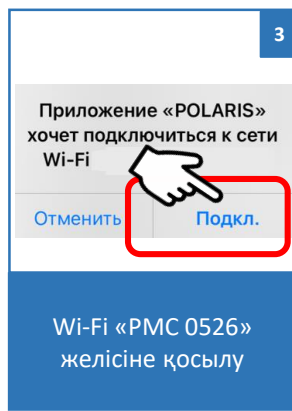 3
Приложение «POLARIS»
хочет подключиться к сети
Wi-Fi
Отменить
Подкл.
Wi-Fi «PMC 0526»
желісіне қосылу